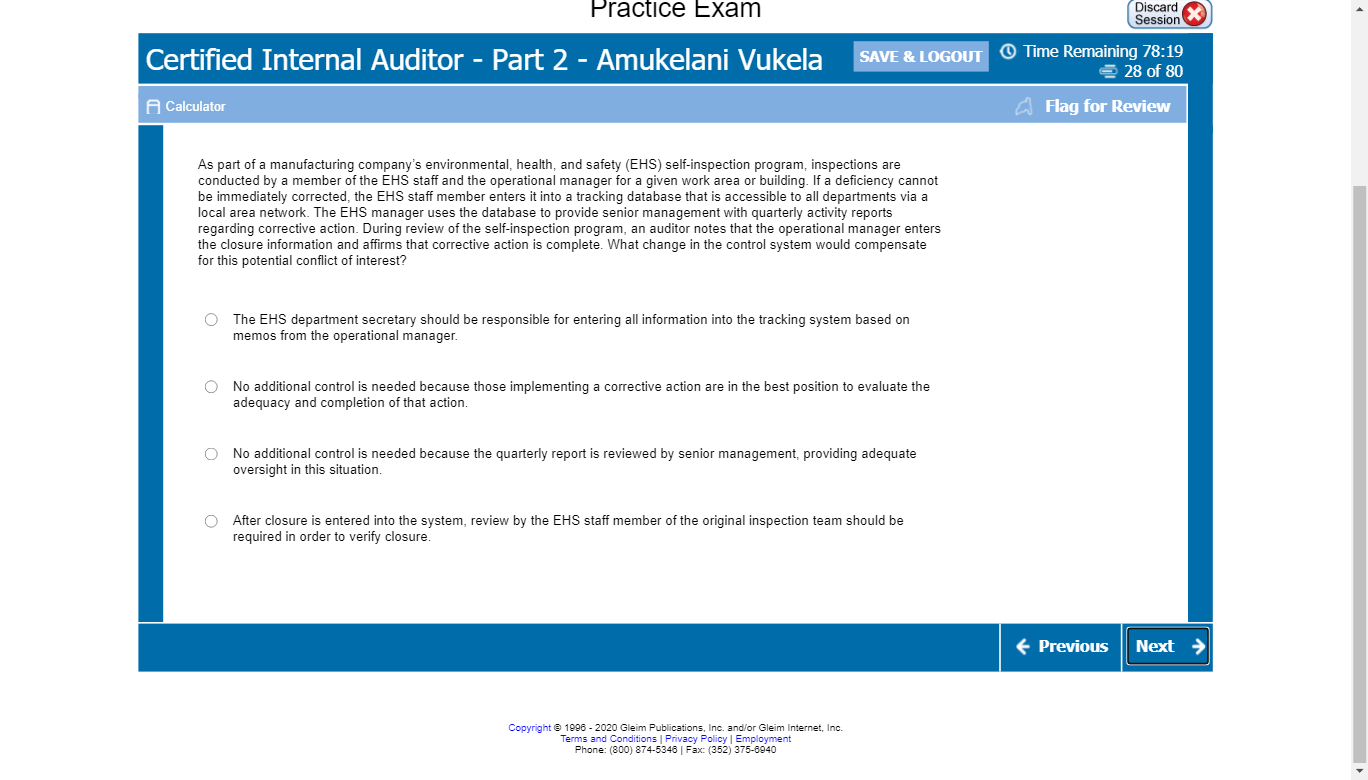 Practice Exam
Discard
Session
Certified Internal Auditor - Part 2 - Amukelani Vukela
SAVE & LOGOUT
Time Remaining 78:19
28 of 80
Calculator
Flag for Review
As part of a manufacturing company's environmental, health, and safety (EHS) self-inspection program, inspections are
conducted by a member of the EHS staff and the operational manager for a given work area or building. If a deficiency cannot
be immediately corrected, the EHS staff member enters it into a tracking database that is accessible to all departments via a
local area network. The EHS manager uses the database to provide senior management with quarterly activity reports
regarding corrective action. During review of the self-inspection program, an auditor notes that the operational manager enters
the closure information and affirms that corrective action is complete. What change in the control system would compensate
for this potential conflict of interest?
The EHS department secretary should be responsible for entering all information into the tracking system based on
memos from the operational manager.
No additional control is needed because those implementing a corrective action are in the best position to evaluate the
adequacy and completion of that action.
No additional control is needed because the quarterly report is reviewed by senior management, providing adequate
oversight in this situation.
After closure is entered into the system, review by the EHS staff member of the original inspection team should be
required in order to verify closure.
Previous
Next
Copyright © 1996 - 2020 Gleim Publications, Inc. and/or Gleim Internet, Inc.
Terms and Conditions | Privacy Policy | Employment
Phone: (800) 874-5346 | Fax: (352) 375-6940